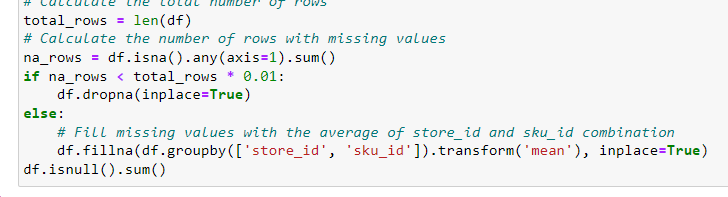 # Calculate the total number of rows
total_rows = len(df)
# Calculate the number of rows with missing values
na_rows = df.isna().any(axis=1).sum()
if na_rows < total_rows * 0.01:
    df.dropna(inplace=True)
else:
    # Fill missing values with the average of store_id and sku_id combination
    df.fillna(df.groupby(['store_id', 'sku_id']).transform('mean'), inplace=True)
df.isnull().sum()